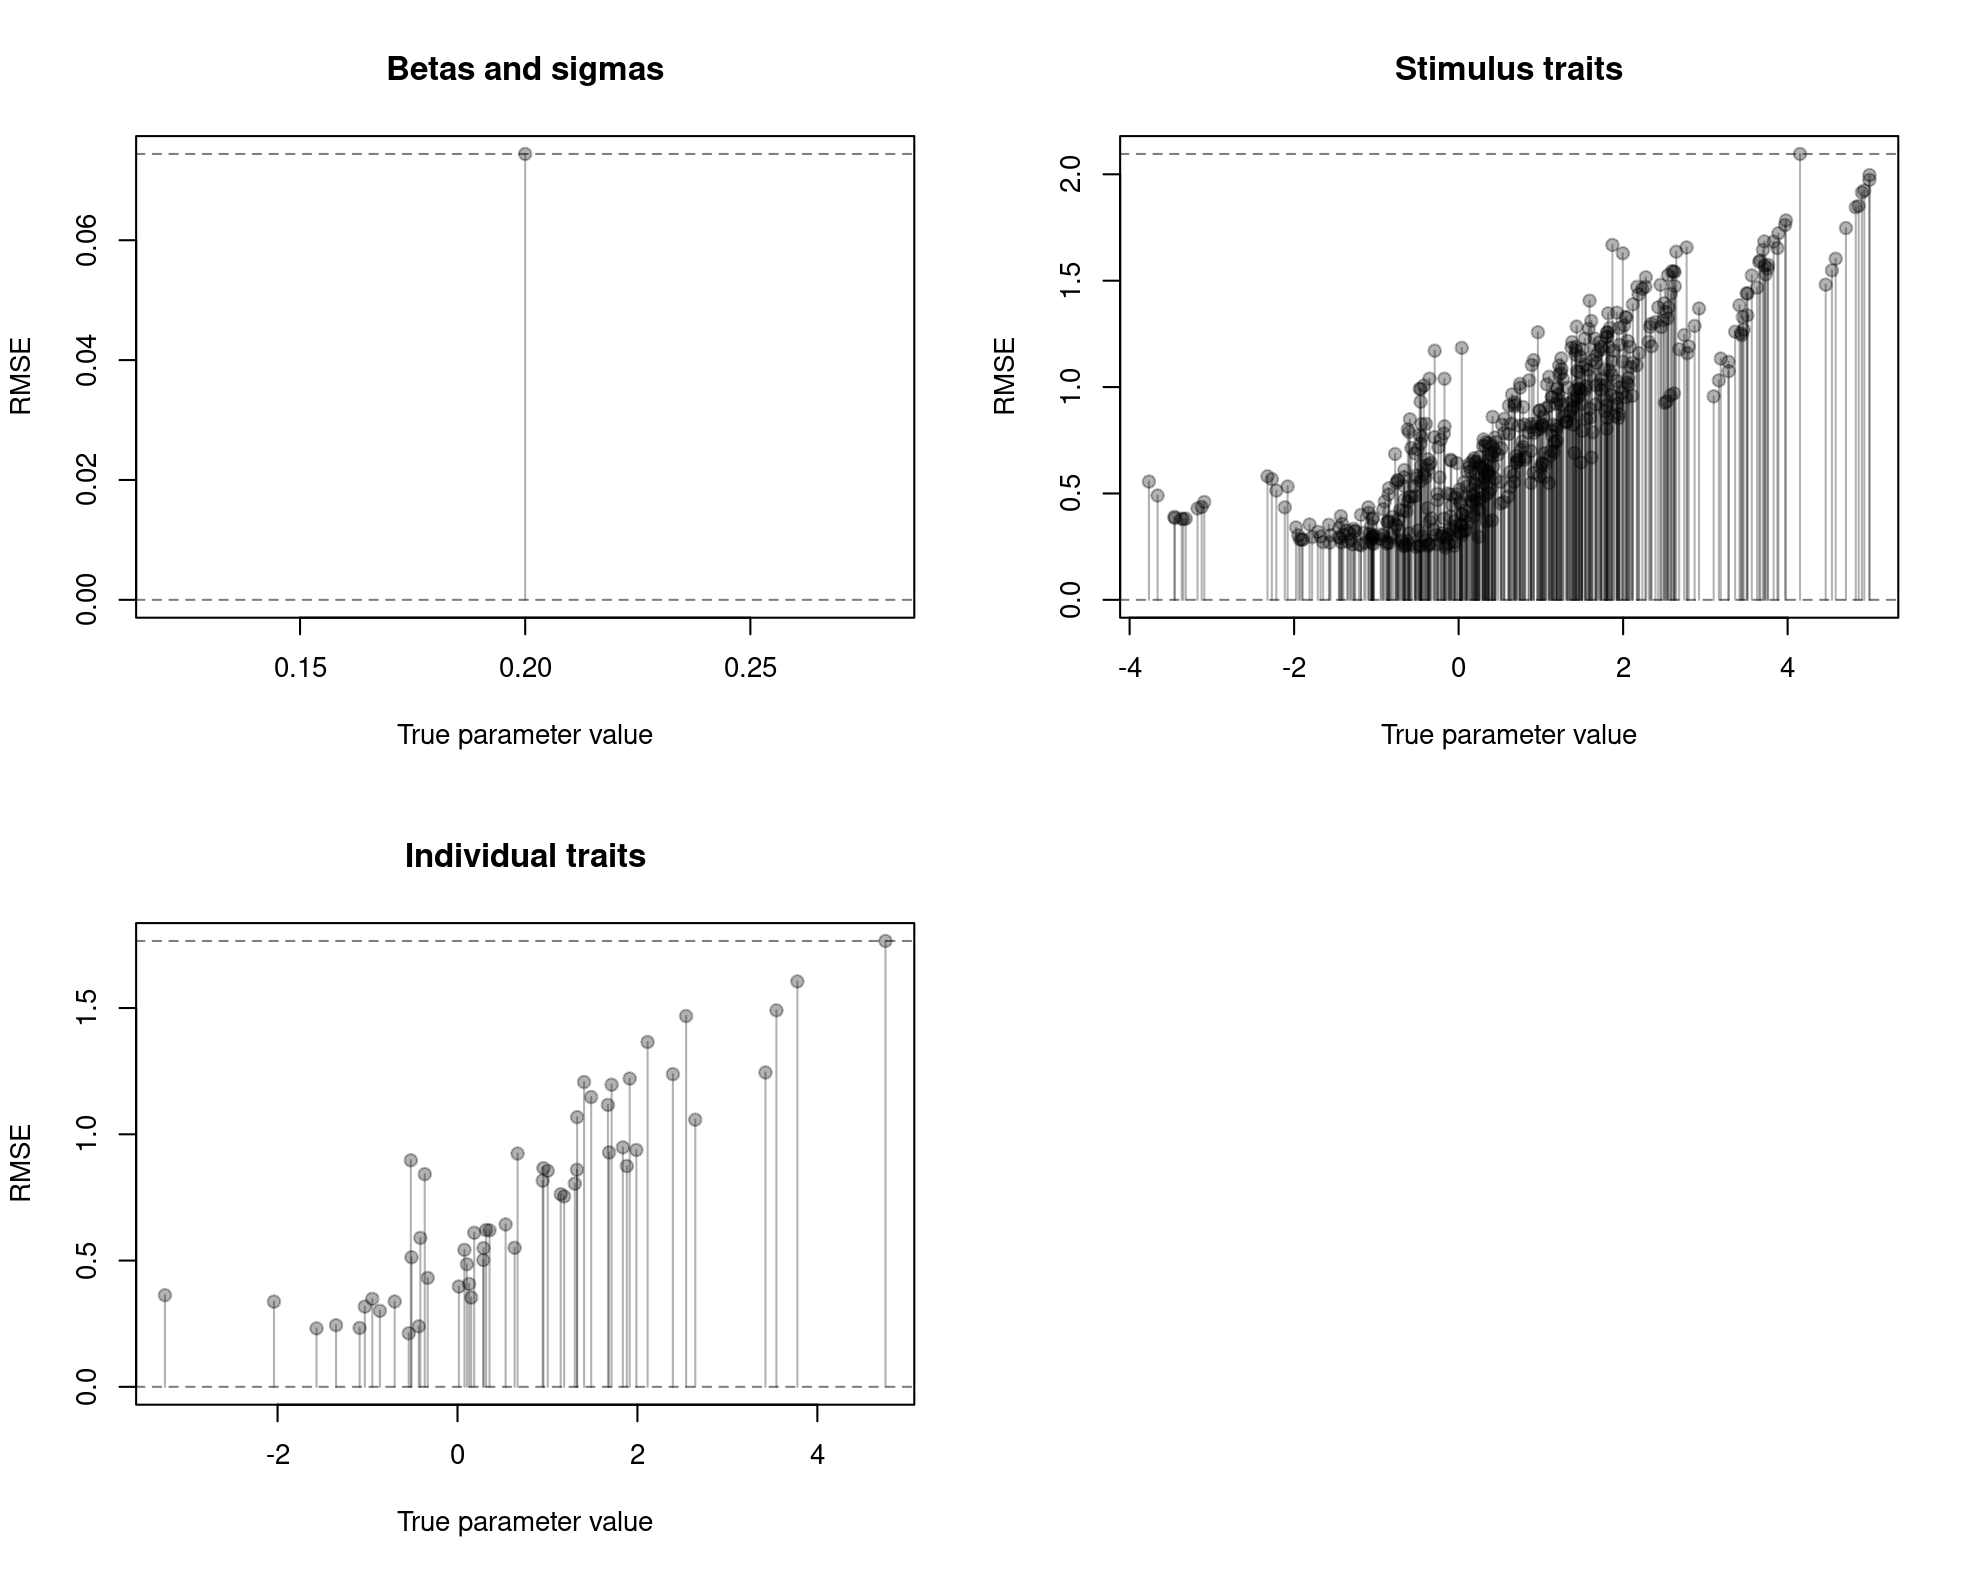 Betas and sigmas
RMSE
0.00
0.02
0.04
0.06
0.15
0.20
0.25
True parameter value
Stimulus traits
RMSE
0.0
0.5
1.0
1.5
2.0
-4
-2
0
2
4
True parameter value
Individual traits
RMSE
0.0
0.5
1.0
1.5
-2
0
2
4
True parameter value